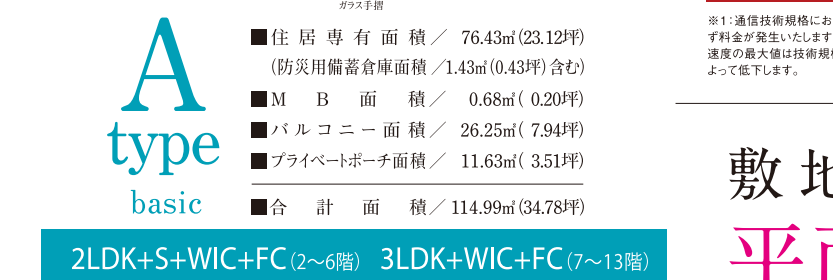 ガラス手摺
A
type
basic
■住居専有面積／ 76.43㎡(23.12坪)
(防災用備蓄倉庫面積／1.43㎡(0.43坪)含む)
■MB面積／ 0.68㎡( 0.20坪)
■バルコニー面積／ 26.25㎡( 7.94坪)
■プライベートポーチ面積／ 11.63㎡( 3.51坪)
■合計面積／114.99㎡(34.78坪)
2LDK+S+WIC+FC(2〜6階) 3LDK+WIC+FC(7〜13階)
※1：通信技術規格にお
ず料金が発生いたします
速度の最大値は技術規
よって低下します。
敷地
平